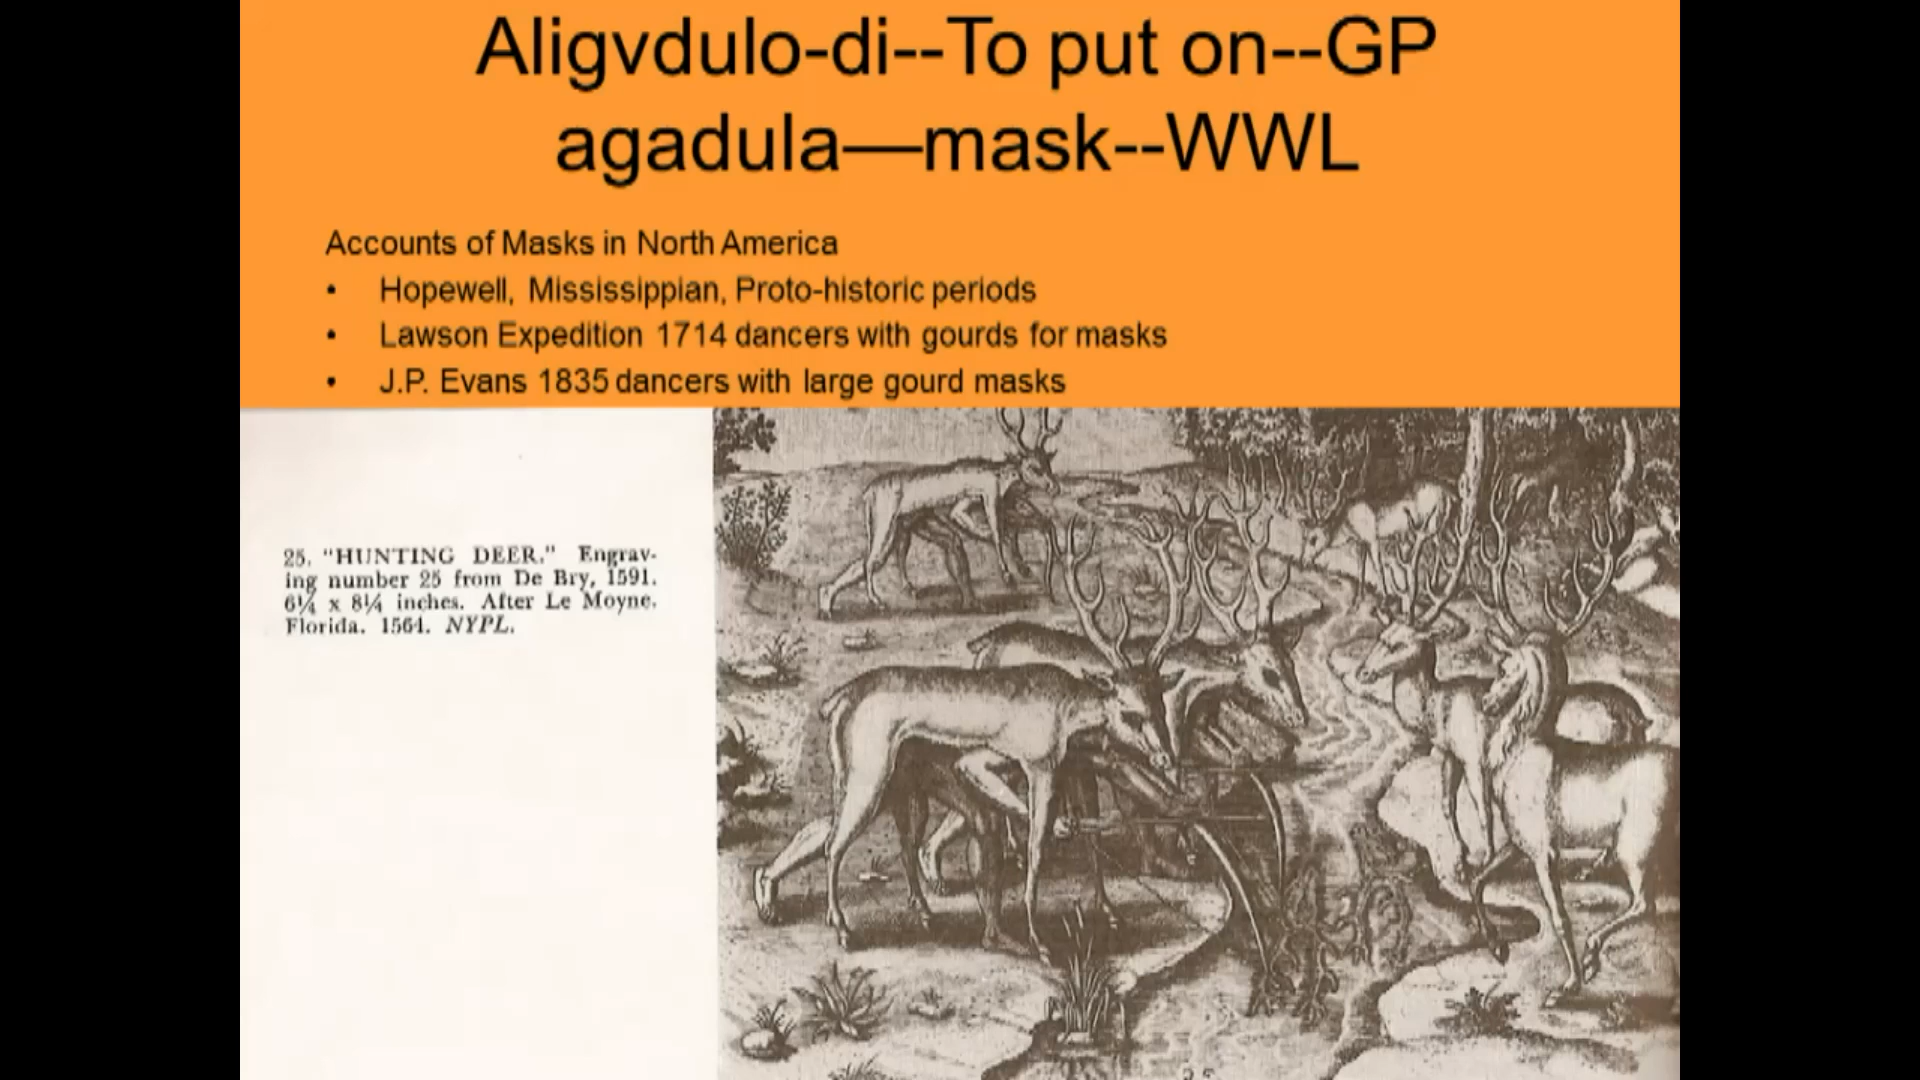 Aligvdulo-di--To put on--GP
agadula—mask--WWL
Accounts of Masks in North America
• Hopewell, Mississippian, Proto-historic periods
• Lawson Expedition 1714 dancers with gourds for masks
• J.P. Evans 1835 dancers with large gourd masks
25. "HUNTING DEER." Engrav-
ing number 25 from De Bry, 1591.
6¼ x 8¼ inches. After Le Moyne.
Florida. 1564. NYPL.